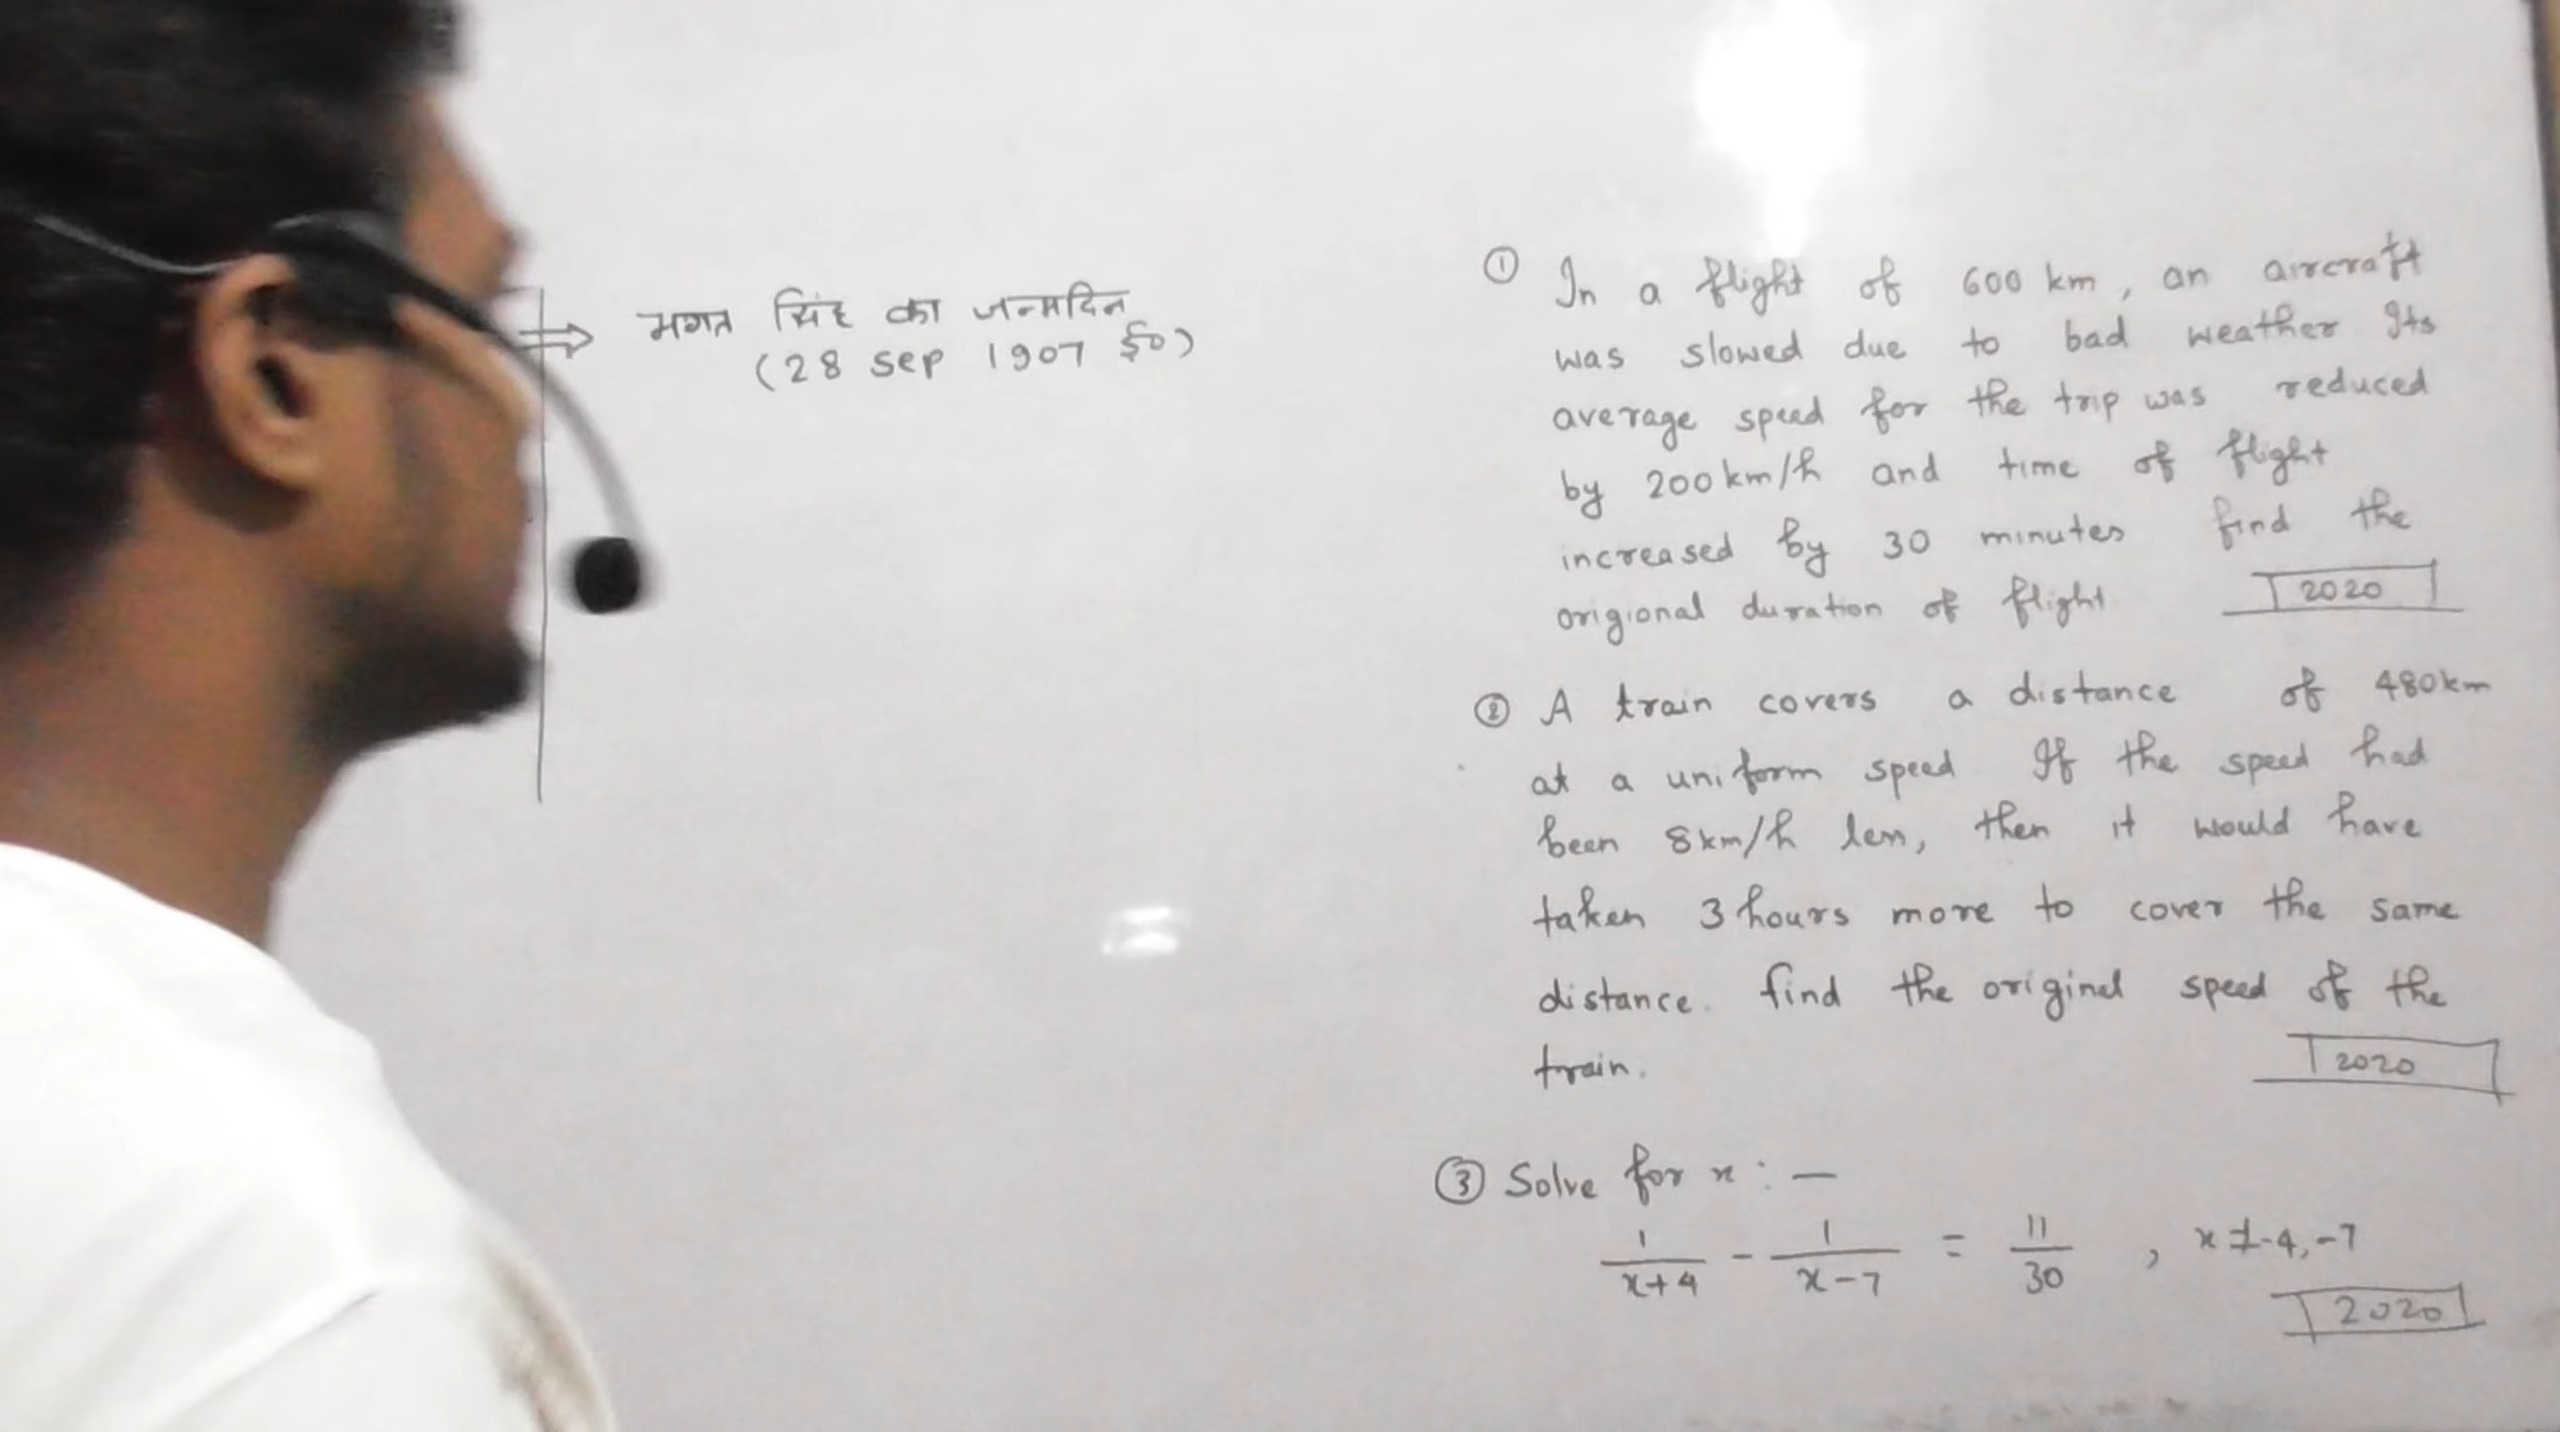 भगत सिंह का जन्मदिन
(28 sep 1907 ई०)
① In a flight of 600 km, an aircraft
was slowed due to bad weather Its
average speed for the trip was reduced
by 200 km/h and time of flight
increased by 30 minutes find the
origional duration of flight 2020
② A train covers a distance of 480km
at a uniform speed If the speed had
been 8km/h less, then it would have
taken 3 hours more to cover the same
distance. find the original speed of the
train. 2020
③ Solve for x : —
1/(x+4) - 1/(x-7) = 11/30 , x ≠ -4, -7
2020